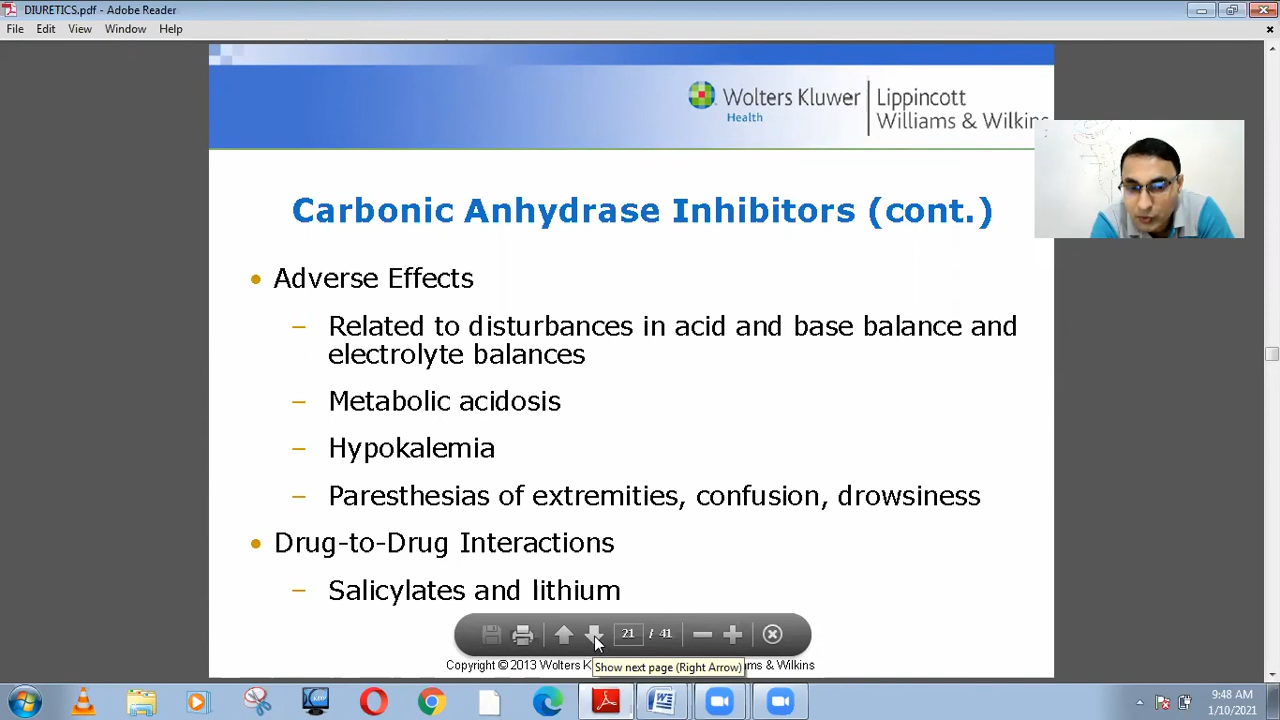 DIURETICS.pdf - Adobe Reader
File Edit View Window Help
Wolters Kluwer
Health
Lippincott
Williams & Wilkins
Carbonic Anhydrase Inhibitors (cont.)
• Adverse Effects
– Related to disturbances in acid and base balance and
electrolyte balances
– Metabolic acidosis
– Hypokalemia
– Paresthesias of extremities, confusion, drowsiness
• Drug-to-Drug Interactions
– Salicylates and lithium
21 / 41
Show next page (Right Arrow)
Copyright © 2013 Wolters & Wilkins
9:48 AM
1/10/2021